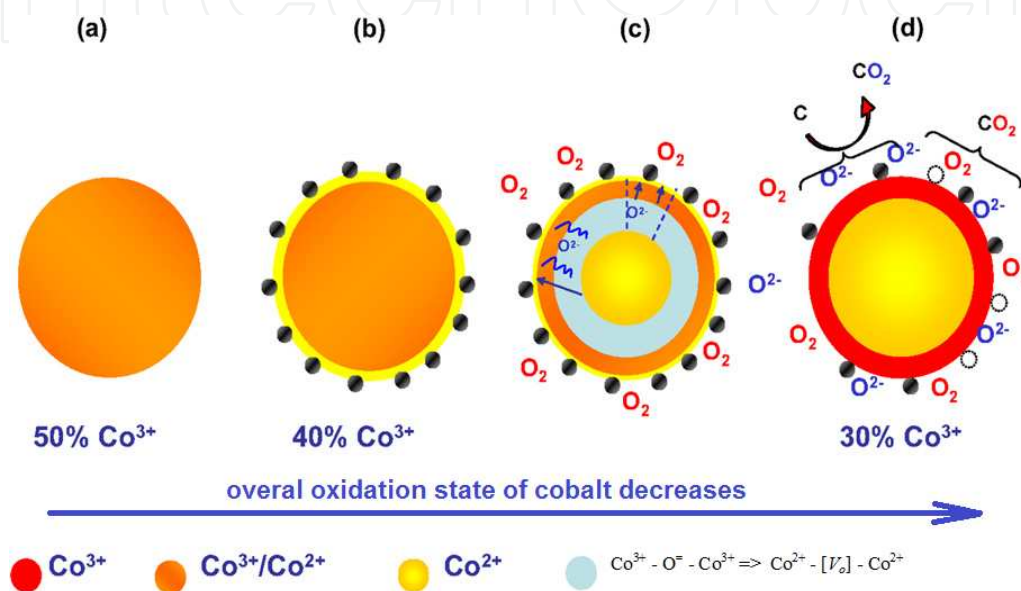 (a) (b) (c) (d)
CO₂
C
CO₂
O²⁻
O²⁻ O₂
O₂ O₂
O₂ O₂ O²⁻ O²⁻
O²⁻ O₂
O²⁻ O²⁻ O
O²⁻
O₂ O₂ O₂ O₂
O₂ O²⁻ O₂
50% Co³⁺ 40% Co³⁺ 30% Co³⁺
overal oxidation state of cobalt decreases
Co³⁺ Co³⁺/Co²⁺ Co²⁺ Co³⁺ - O⁼ - Co³⁺ => Co²⁺ - [Vₒ] - Co²⁺